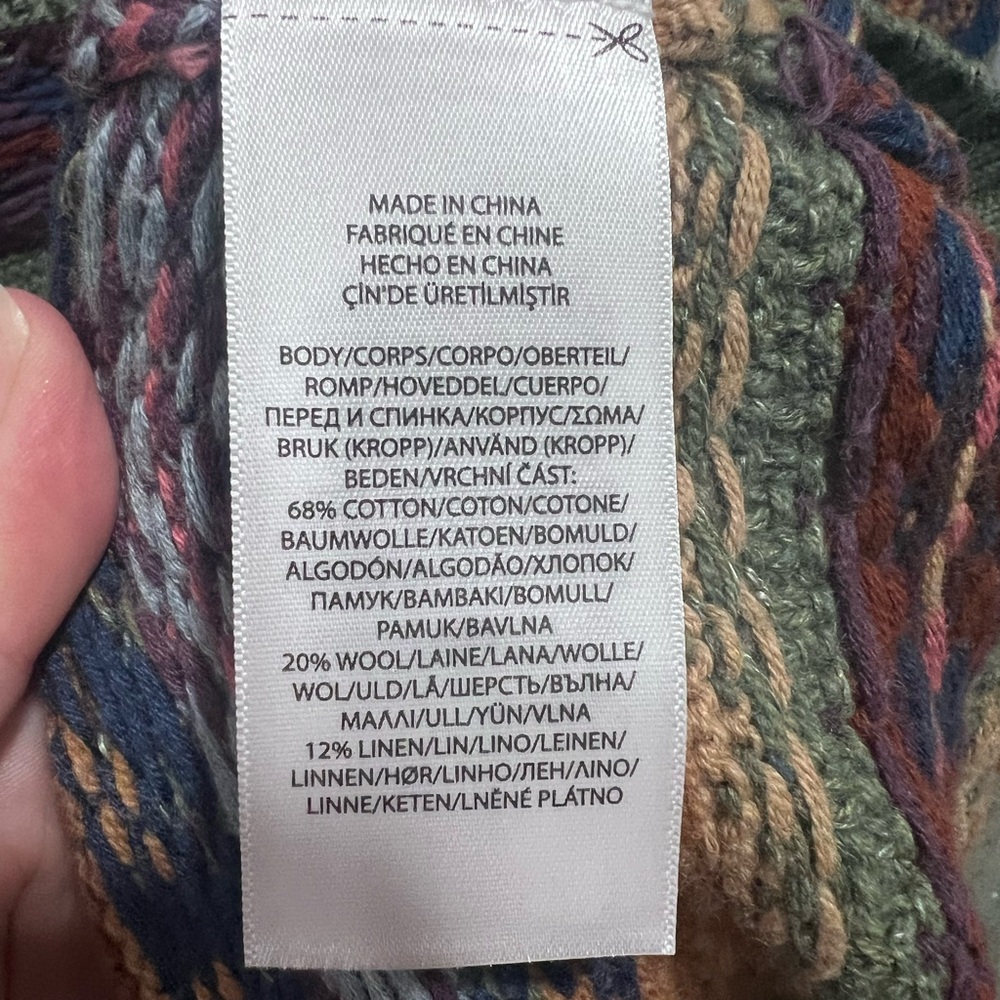 MADE IN CHINA
FABRIQUÉ EN CHINE
HECHO EN CHINA
ÇİN'DE ÜRETİLMİŞTİR
BODY/CORPS/CORPO/OBERTEIL/
ROMP/HOVEDDEL/CUERPO/
ПЕРЕД И СПИНКА/КОРПУС/ΣΩΜΑ/
BRUK (KROPP)/ANVÄND (KROPP)/
BEDEN/VRCHNÍ ČÁST:
68% COTTON/COTON/COTONE/
BAUMWOLLE/KATOEN/BOMULD/
ALGODÓN/ALGODÃO/ХЛОПОК/
ПАМУК/ΒΑΜΒΑΚΙ/BOMULL/
PAMUK/BAVLNA
20% WOOL/LAINE/LANA/WOLLE/
WOL/ULD/LÃ/ШЕРСТЬ/ВЪЛНА/
ΜΑΛΛΙ/ULL/YÜN/VLNA
12% LINEN/LIN/LINO/LEINEN/
LINNEN/HØR/LINHO/ЛЕН/ΛΙΝΟ/
LINNE/KETEN/LNĚNÉ PLÁTNO